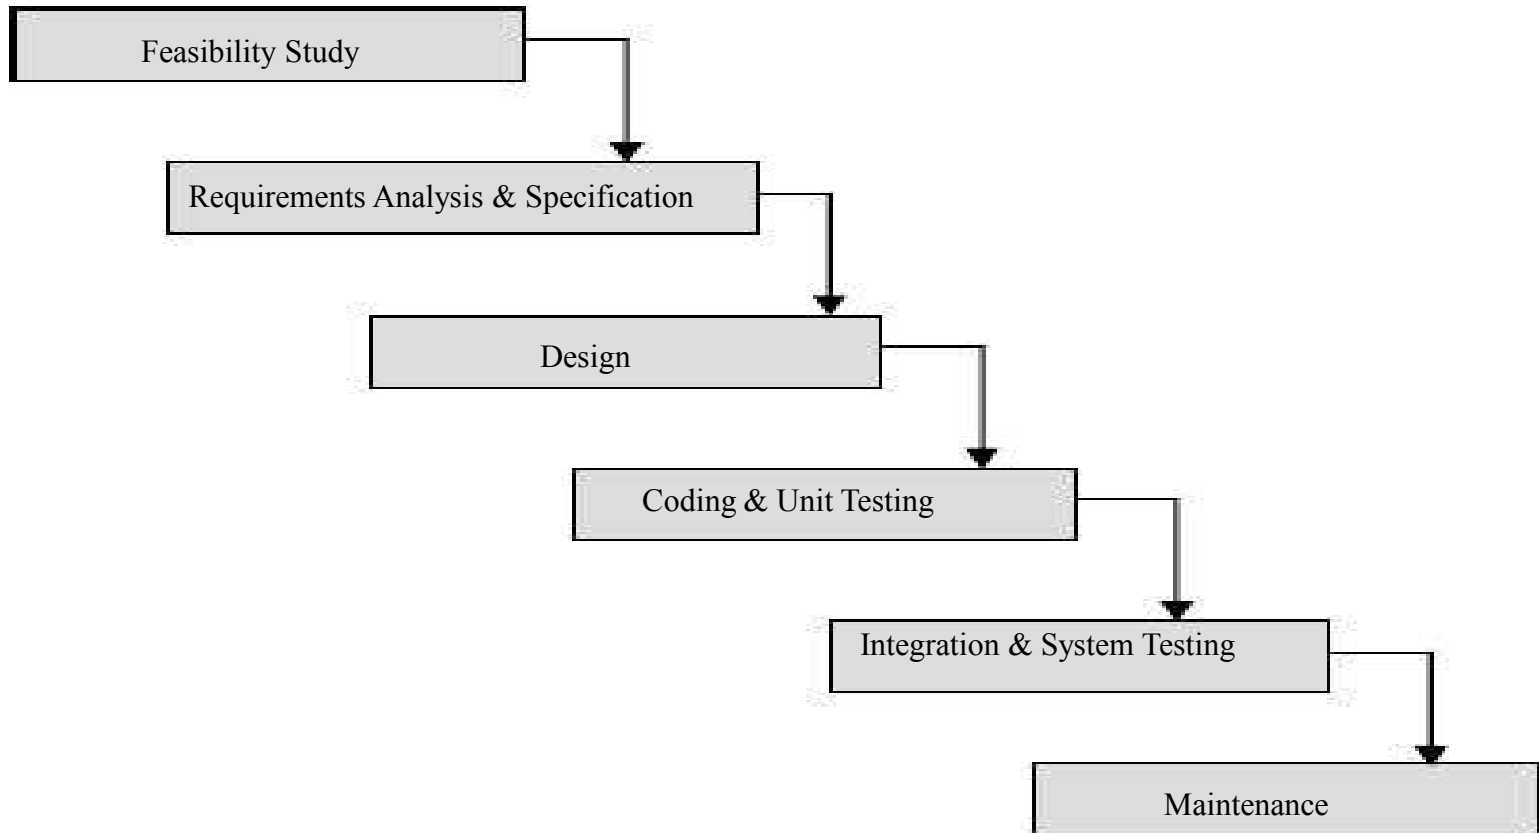 Feasibility Study
Requirements Analysis & Specification
Design
Coding & Unit Testing
Integration & System Testing
Maintenance